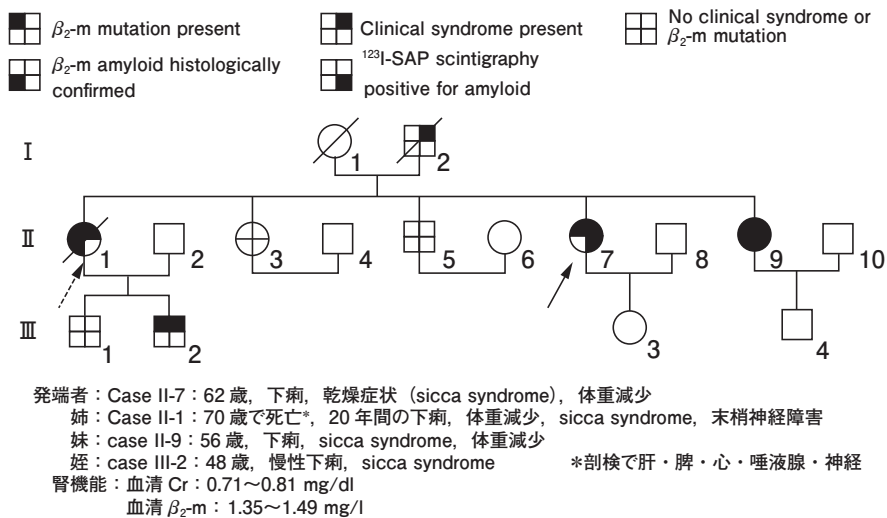 β₂-m mutation present
Clinical syndrome present
No clinical syndrome or
β₂-m mutation
β₂-m amyloid histologically
confirmed
¹²³I-SAP scintigraphy
positive for amyloid
I
1 2
II
1 2 3 4 5 6 7 8 9 10
III
1 2 3 4
発端者：Case II-7：62 歳，下痢，乾燥症状（sicca syndrome），体重減少
姉：Case II-1：70 歳で死亡*，20 年間の下痢，体重減少，sicca syndrome，末梢神経障害
妹：case II-9：56 歳，下痢，sicca syndrome，体重減少
姪：case III-2：48 歳，慢性下痢，sicca syndrome *剖検で肝・脾・心・唾液腺・神経
腎機能：血清 Cr：0.71～0.81 mg/dl
血清 β₂-m：1.35～1.49 mg/l